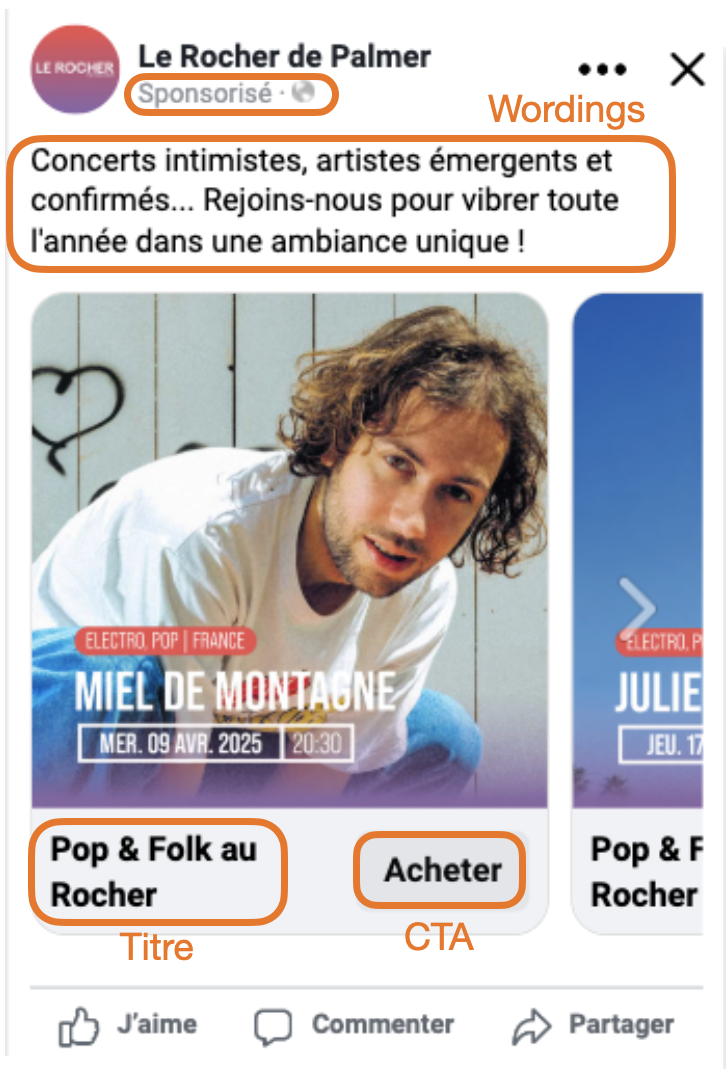 LE ROCHER
Le Rocher de Palmer
Sponsorisé ·
Wordings
Concerts intimistes, artistes émergents et
confirmés... Rejoins-nous pour vibrer toute
l'année dans une ambiance unique !
ELECTRO, POP | FRANCE
MIEL DE MONTAGNE
MER. 09 AVR. 2025 20:30
Pop & Folk au
Rocher
Acheter
Titre
CTA
ELECTRO, P
JULIE
JEU. 17
Pop & F
Rocher
J'aime
Commenter
Partager